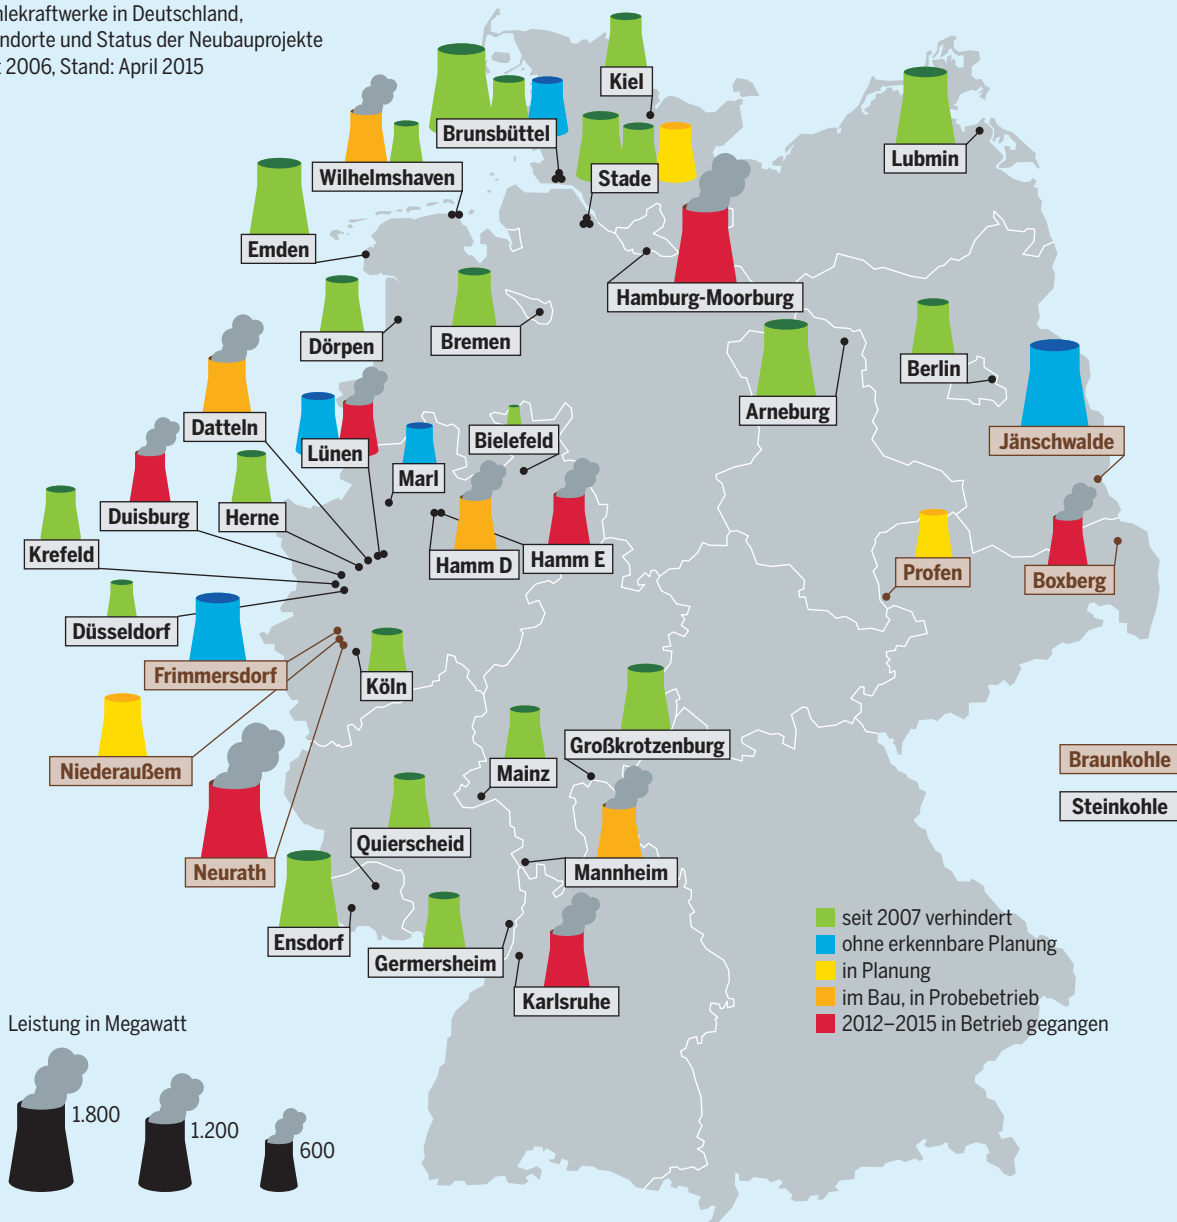 hlekraftwerke in Deutschland,
ndorte und Status der Neubauprojekte
t 2006, Stand: April 2015
Kiel
Brunsbüttel
Lubmin
Wilhelmshaven
Stade
Emden
Hamburg-Moorburg
Dörpen
Bremen
Berlin
Arneburg
Datteln
Lünen
Bielefeld
Jänschwalde
Marl
Duisburg
Herne
Krefeld
Hamm D
Hamm E
Profen
Boxberg
Düsseldorf
Frimmersdorf
Köln
Großkrotzenburg
Niederaußem
Mainz
Braunkohle
Steinkohle
Quierscheid
Neurath
Mannheim
Ensdorf
Germersheim
Karlsruhe
seit 2007 verhindert
ohne erkennbare Planung
in Planung
im Bau, in Probebetrieb
2012–2015 in Betrieb gegangen
Leistung in Megawatt
1.800
1.200
600